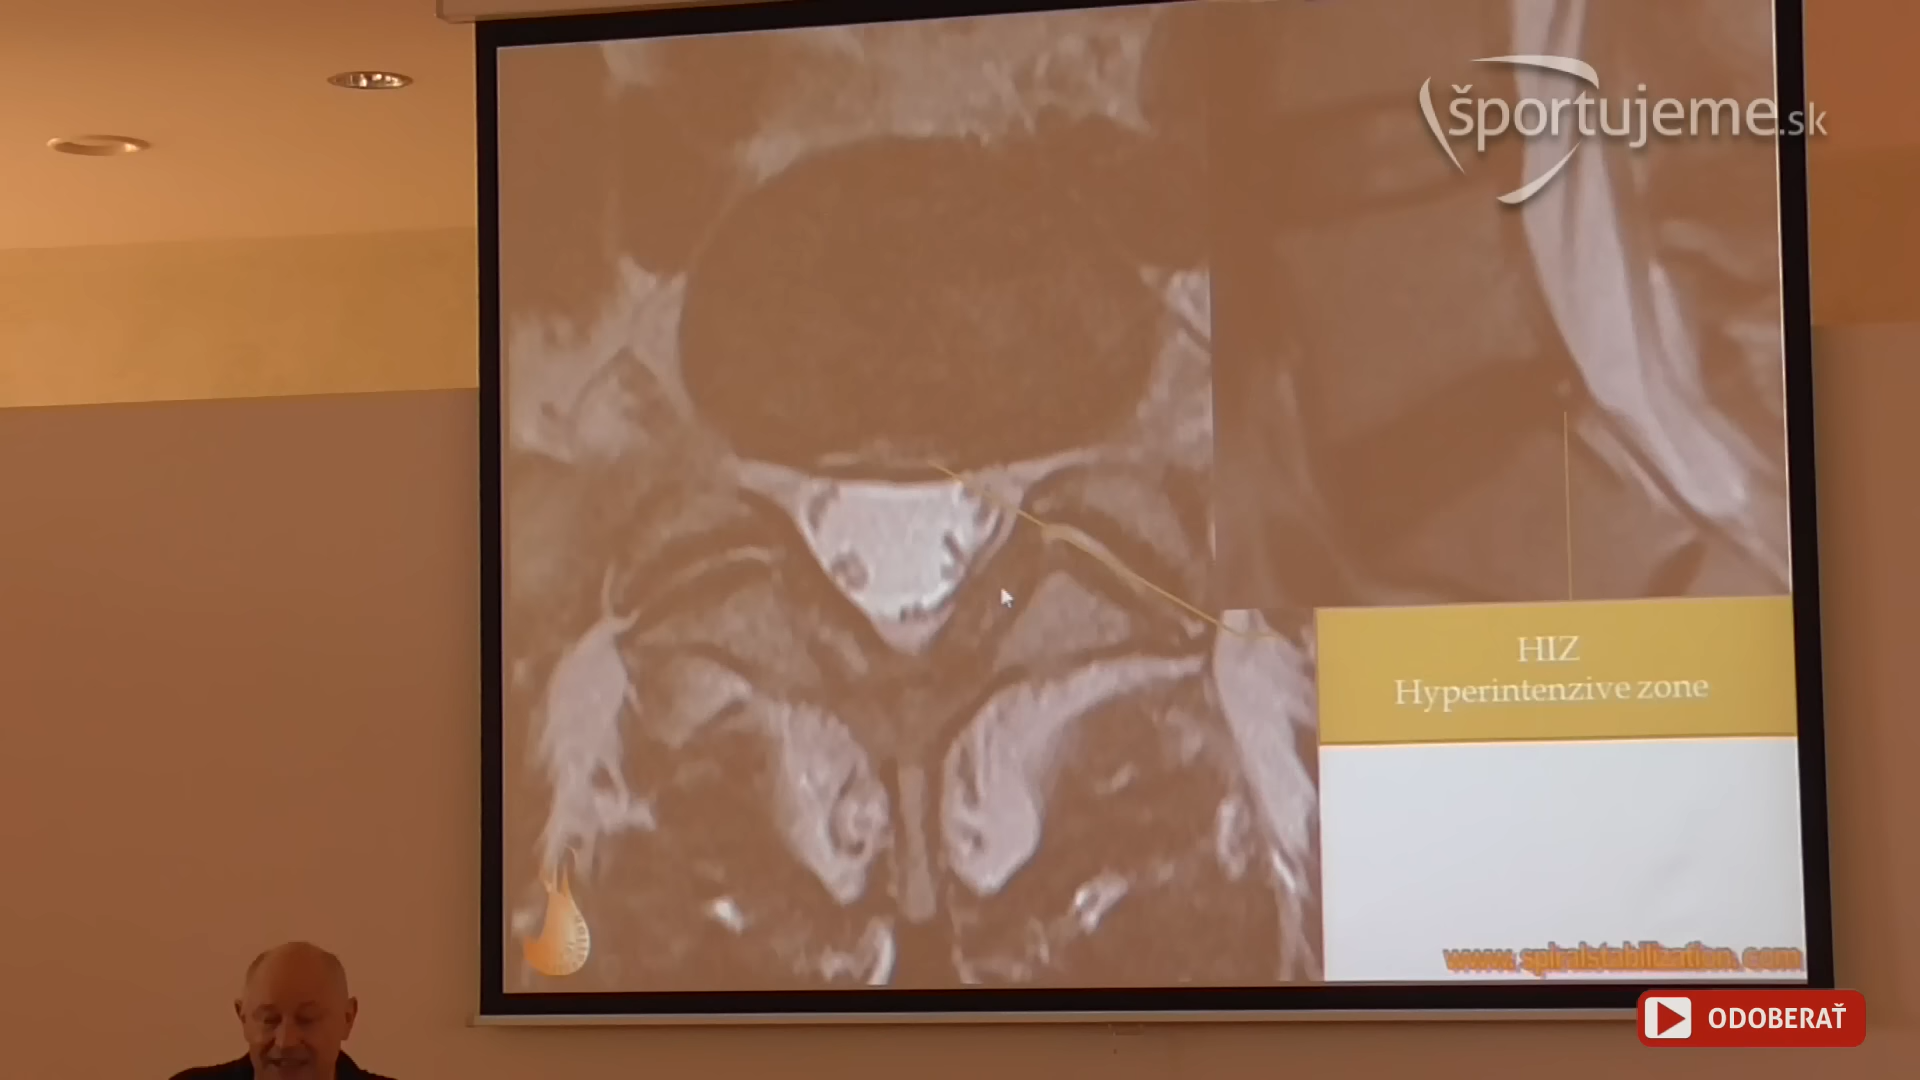 športujeme.sk
HIZ
Hyperintenzive zone
www.spiralstabilization.com
ODOBERAŤ